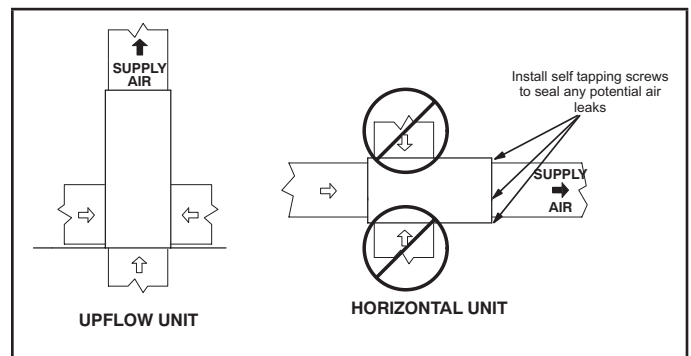 SUPPLY
AIR
UPFLOW UNIT
Install self tapping screws
to seal any potential air
leaks
SUPPLY
AIR
HORIZONTAL UNIT